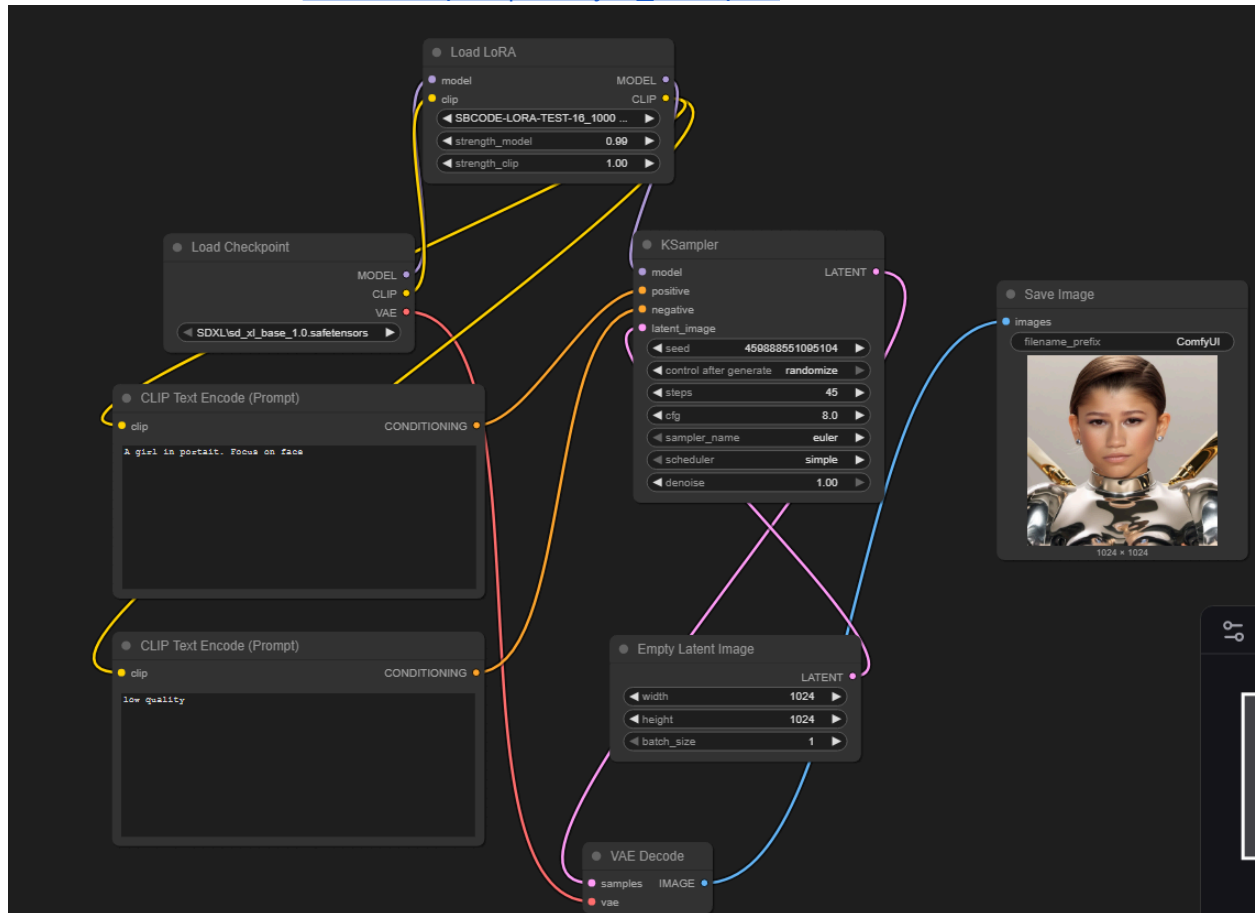 Load LoRA
model MODEL
clip CLIP
SBCODE-LORA-TEST-16_1000 ...
strength_model 0.99
strength_clip 1.00
Load Checkpoint
MODEL
CLIP
VAE
SDXL\sd_xl_base_1.0.safetensors
KSampler
model LATENT
positive
negative
latent_image
seed 459888551095104
control after generate randomize
steps 45
cfg 8.0
sampler_name euler
scheduler simple
denoise 1.00
Save Image
images
filename_prefix ComfyUI
1024 × 1024
CLIP Text Encode (Prompt)
clip CONDITIONING
A girl in portait. Focus on face
CLIP Text Encode (Prompt)
clip CONDITIONING
low quality
Empty Latent Image
LATENT
width 1024
height 1024
batch_size 1
VAE Decode
samples IMAGE
vae